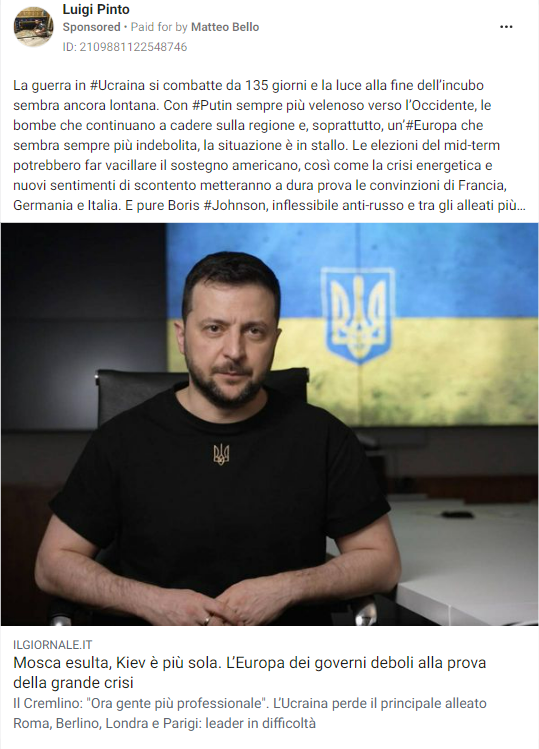 Luigi Pinto
Sponsored • Paid for by Matteo Bello
ID: 2109881122548746
La guerra in #Ucraina si combatte da 135 giorni e la luce alla fine dell'incubo
sembra ancora lontana. Con #Putin sempre più velenoso verso l'Occidente, le
bombe che continuano a cadere sulla regione e, soprattutto, un'#Europa che
sembra sempre più indebolita, la situazione è in stallo. Le elezioni del mid-term
potrebbero far vacillare il sostegno americano, così come la crisi energetica e
nuovi sentimenti di scontento metteranno a dura prova le convinzioni di Francia,
Germania e Italia. E pure Boris #Johnson, inflessibile anti-russo e tra gli alleati più...
ILGIORNALE.IT
Mosca esulta, Kiev è più sola. L'Europa dei governi deboli alla prova
della grande crisi
Il Cremlino: "Ora gente più professionale". L'Ucraina perde il principale alleato
Roma, Berlino, Londra e Parigi: leader in difficoltà